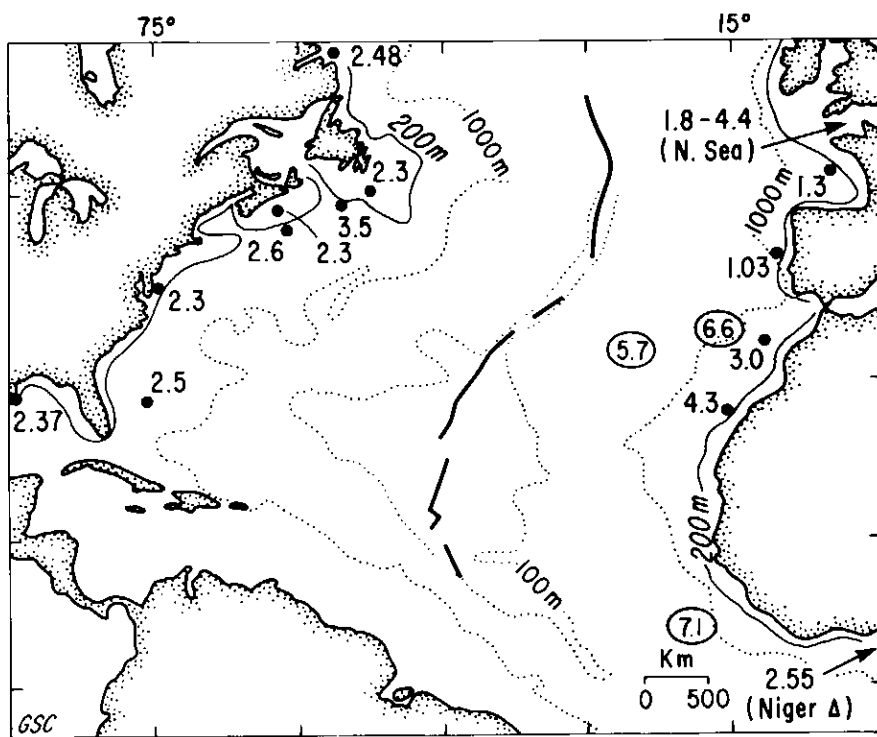 75°
15°
2.48
200m
1000m
1.8-4.4
(N. Sea)
2.3
1.3
3.5
1000m
2.6
2.3
1.03
2.3
6.6
5.7
3.0
2.5
4.3
2.37
200m
100m
7.1
Km
0 500
2.55
(Niger Δ)
GSC